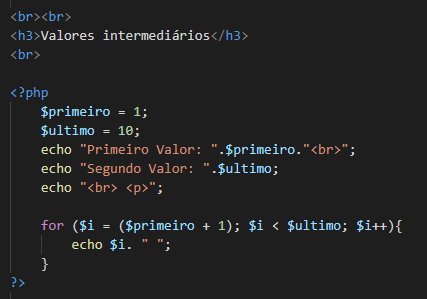 <br><br>
<h3>Valores intermediários</h3>
<br>
<?php
$primeiro = 1;
$ultimo = 10;
echo "Primeiro Valor: ".$primeiro."<br>";
echo "Segundo Valor: ".$ultimo;
echo "<br> <p>";
for ($i = ($primeiro + 1); $i < $ultimo; $i++){
echo $i. " ";
}
?>